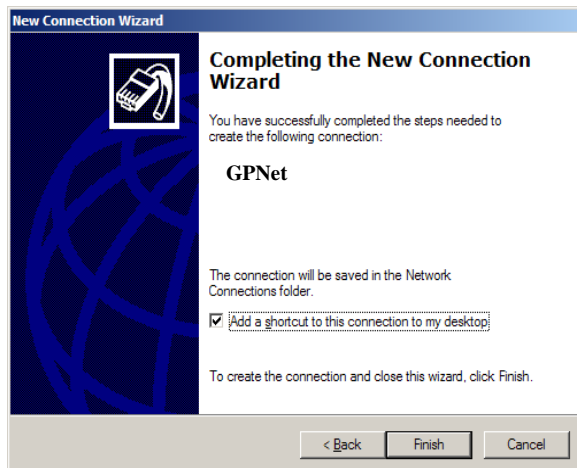 New Connection Wizard
Completing the New Connection
Wizard
You have successfully completed the steps needed to
create the following connection:
GPNet
The connection will be saved in the Network
Connections folder.
Add a shortcut to this connection to my desktop
To create the connection and close this wizard, click Finish.
< Back Finish Cancel